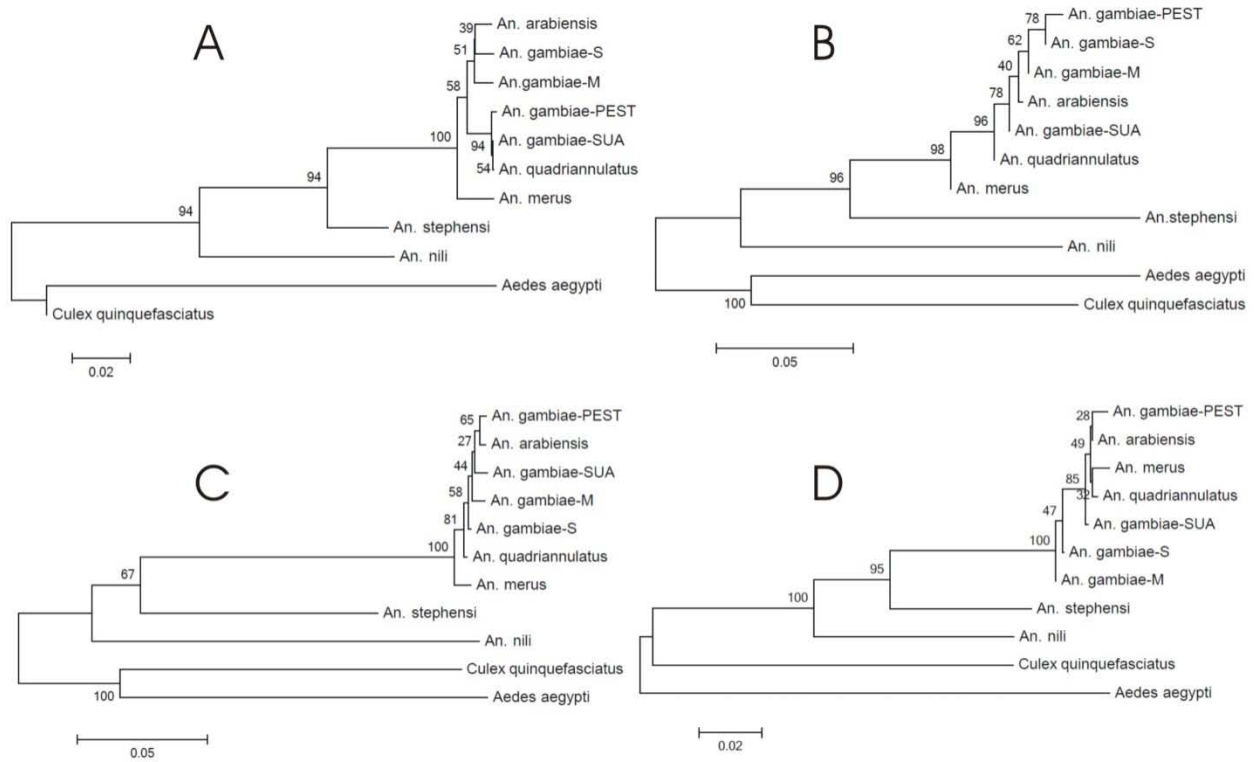 A
39
An. arabiensis
51
An. gambiae-S
An.gambiae-M
58
An. gambiae-PEST
100
An. gambiae-SUA
94
54
An. quadriannulatus
94
An. merus
94
An. stephensi
An. nili
Aedes aegypti
Culex quinquefasciatus
0.02
B
78
An. gambiae-PEST
62
An. gambiae-S
40
An. gambiae-M
78
An. arabiensis
96
An. gambiae-SUA
98
An. quadriannulatus
96
An. merus
An.stephensi
An. nili
Aedes aegypti
100
Culex quinquefasciatus
0.05
C
65
An. gambiae-PEST
27
An. arabiensis
44
An. gambiae-SUA
58
An. gambiae-M
81
An. gambiae-S
100
An. quadriannulatus
67
An. merus
An. stephensi
An. nili
Culex quinquefasciatus
100
Aedes aegypti
0.05
D
28
An. gambiae-PEST
49
An. arabiensis
85
An. merus
32
An. quadriannulatus
47
An. gambiae-SUA
100
An. gambiae-S
95
An. gambiae-M
100
An. stephensi
An. nili
Culex quinquefasciatus
Aedes aegypti
0.02